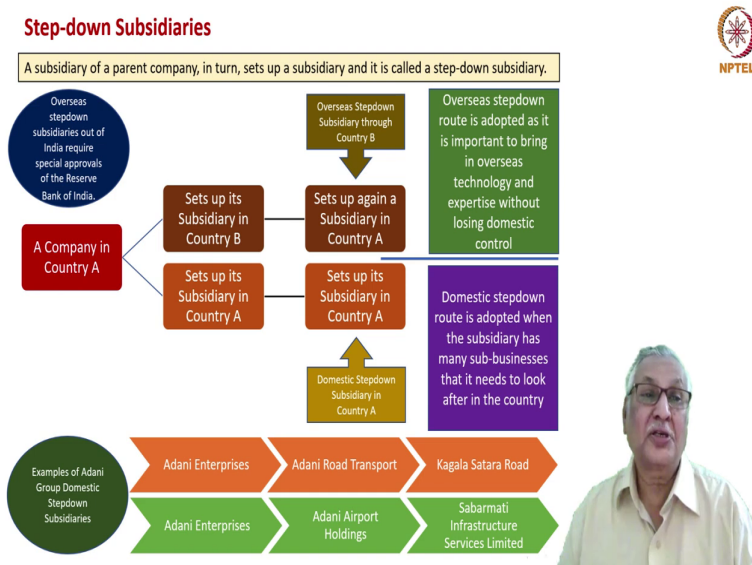 Step-down Subsidiaries
NPTEL
A subsidiary of a parent company, in turn, sets up a subsidiary and it is called a step-down subsidiary.
Overseas
stepdown
subsidiaries out of
India require
special approvals
of the Reserve
Bank of India.
Overseas Stepdown
Subsidiary through
Country B
Overseas stepdown
route is adopted as it
is important to bring
in overseas
technology and
expertise without
losing domestic
control
A Company in
Country A
Sets up its
Subsidiary in
Country B
Sets up again a
Subsidiary in
Country A
Sets up its
Subsidiary in
Country A
Sets up its
Subsidiary in
Country A
Domestic stepdown
route is adopted when
the subsidiary has
many sub-businesses
that it needs to look
after in the country
Domestic Stepdown
Subsidiary in
Country A
Examples of Adani
Group Domestic
Stepdown
Subsidiaries
Adani Enterprises
Adani Road Transport
Kagala Satara Road
Adani Enterprises
Adani Airport
Holdings
Sabarmati
Infrastructure
Services Limited